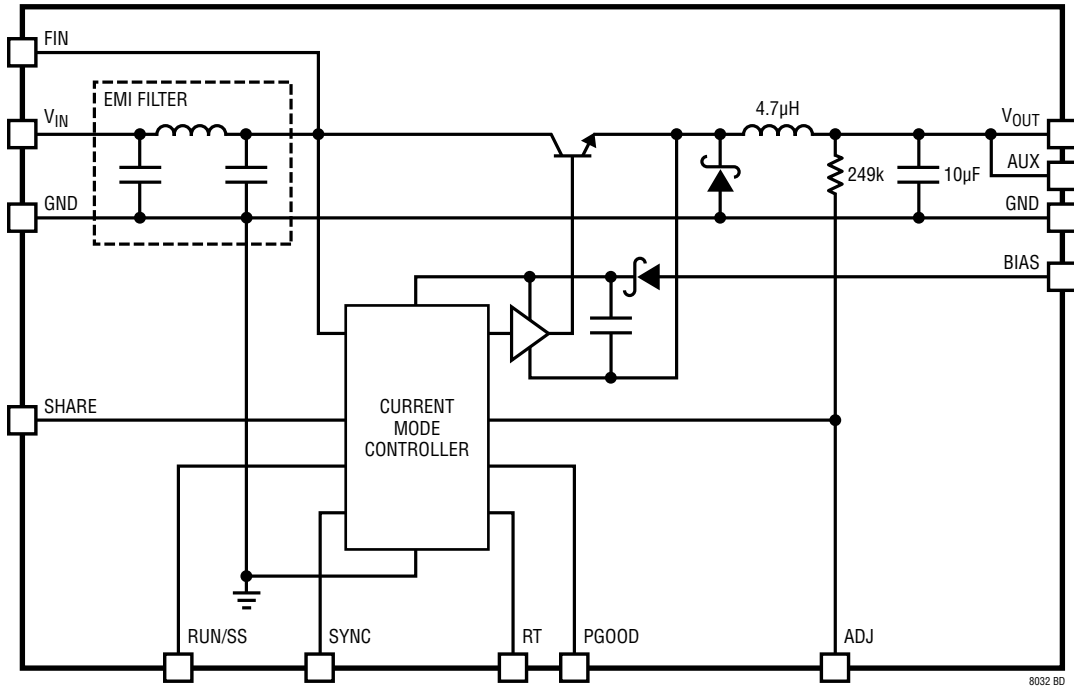 FIN
EMI FILTER
VIN
4.7µH
VOUT
AUX
249k
10µF
GND
GND
BIAS
SHARE
CURRENT
MODE
CONTROLLER
RUN/SS
SYNC
RT
PGOOD
ADJ
8032 BD